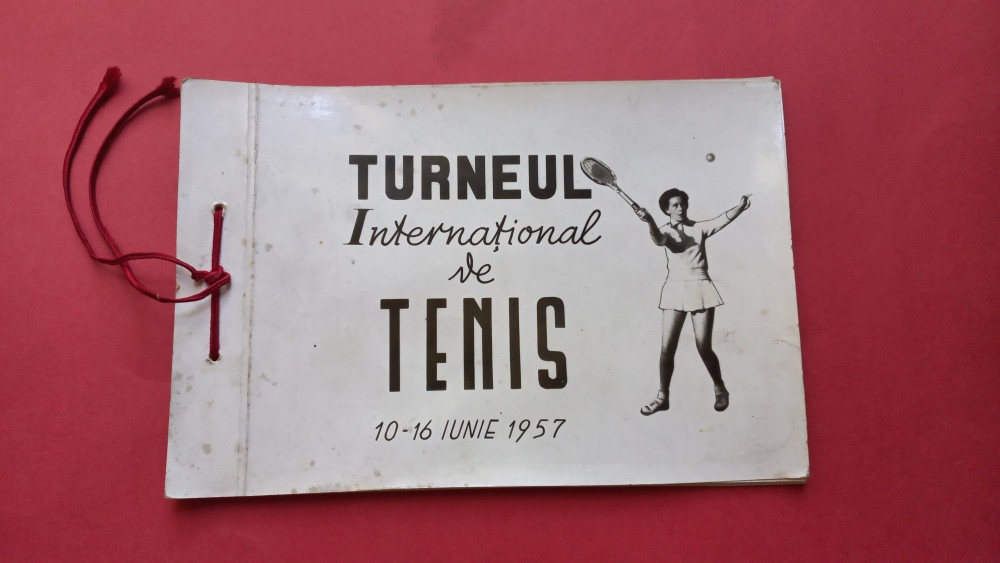 TURNEUL
Internațional
de
TENIS
10-16 IUNIE 1957